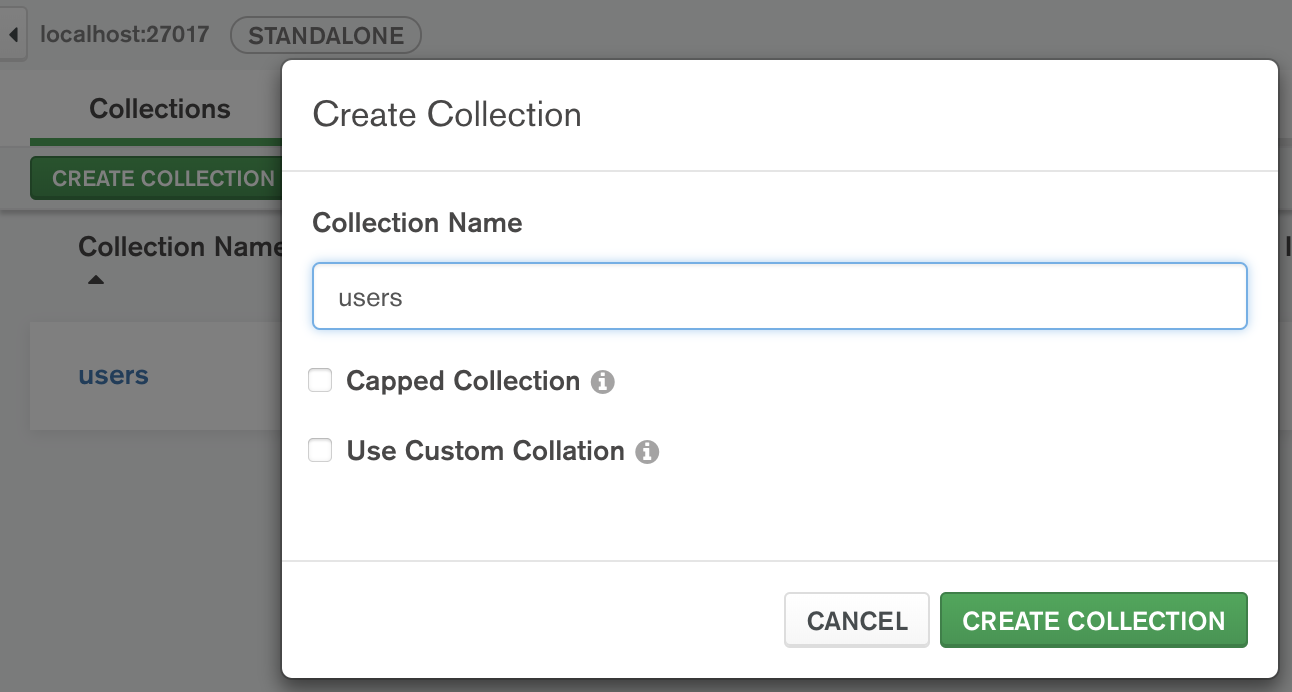 localhost:27017 STANDALONE
Collections
CREATE COLLECTION
Collection Name
users
Create Collection
Collection Name
users
Capped Collection
Use Custom Collation
CANCEL CREATE COLLECTION